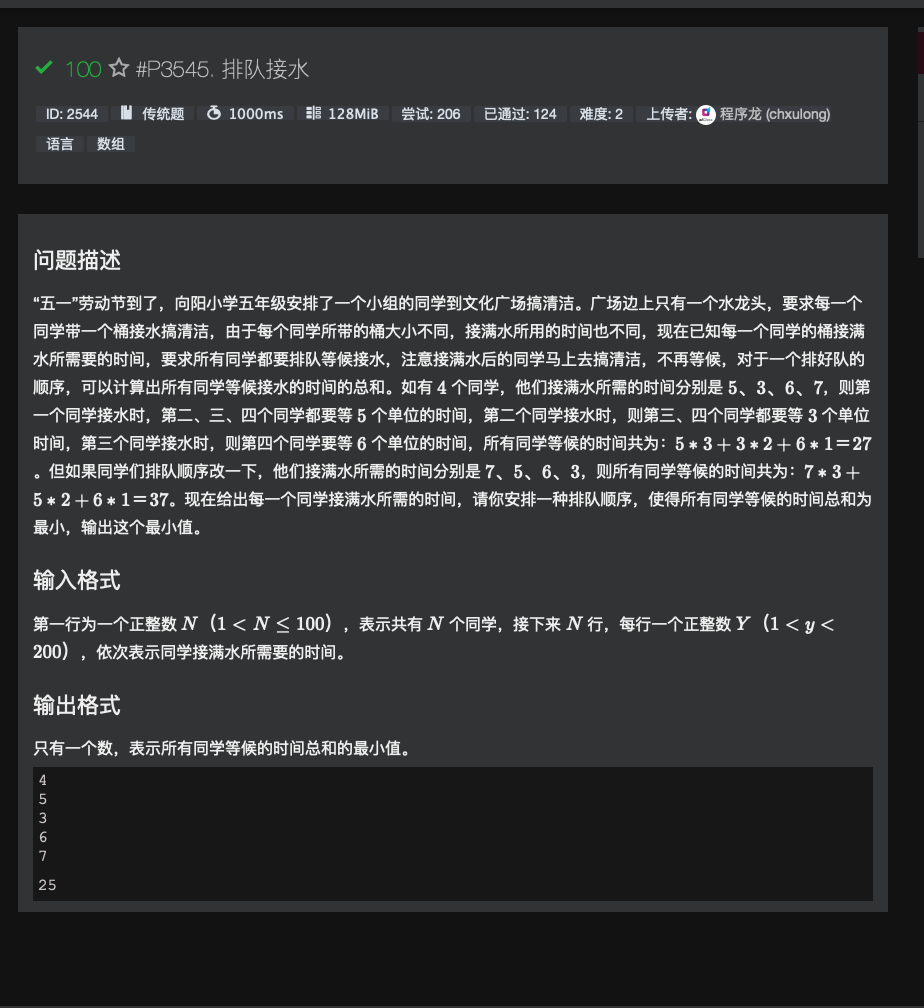 100 #P3545. 排队接水
ID: 2544 传统题 1000ms 128MiB 尝试: 206 已通过: 124 难度: 2 上传者: 程序龙 (chxulong)
语言 数组
问题描述
“五一”劳动节到了，向阳小学五年级安排了一个小组的同学到文化广场搞清洁。广场边上只有一个水龙头，要求每一个
同学带一个桶接水搞清洁，由于每个同学所带的桶大小不同，接满水所用的时间也不同，现在已知每一个同学的桶接满
水所需要的时间，要求所有同学都要排队等候接水，注意接满水后的同学马上去搞清洁，不再等候，对于一个排好队的
顺序，可以计算出所有同学等候接水的时间的总和。如有 4 个同学，他们接满水所需的时间分别是 5、3、6、7，则第
一个同学接水时，第二、三、四个同学都要等 5 个单位的时间，第二个同学接水时，则第三、四个同学都要等 3 个单位
时间，第三个同学接水时，则第四个同学要等 6 个单位的时间，所有同学等候的时间共为：5 * 3 + 3 * 2 + 6 * 1 = 27
。但如果同学们排队顺序改一下，他们接满水所需的时间分别是 7、5、6、3，则所有同学等候的时间共为：7 * 3 +
5 * 2 + 6 * 1 = 37。现在给出每一个同学接满水所需的时间，请你安排一种排队顺序，使得所有同学等候的时间总和为
最小，输出这个最小值。
输入格式
第一行为一个正整数 N（1 < N ≤ 100），表示共有 N 个同学，接下来 N 行，每行一个正整数 Y（1 < y <
200），依次表示同学接满水所需要的时间。
输出格式
只有一个数，表示所有同学等候的时间总和的最小值。
4
5
3
6
7
25